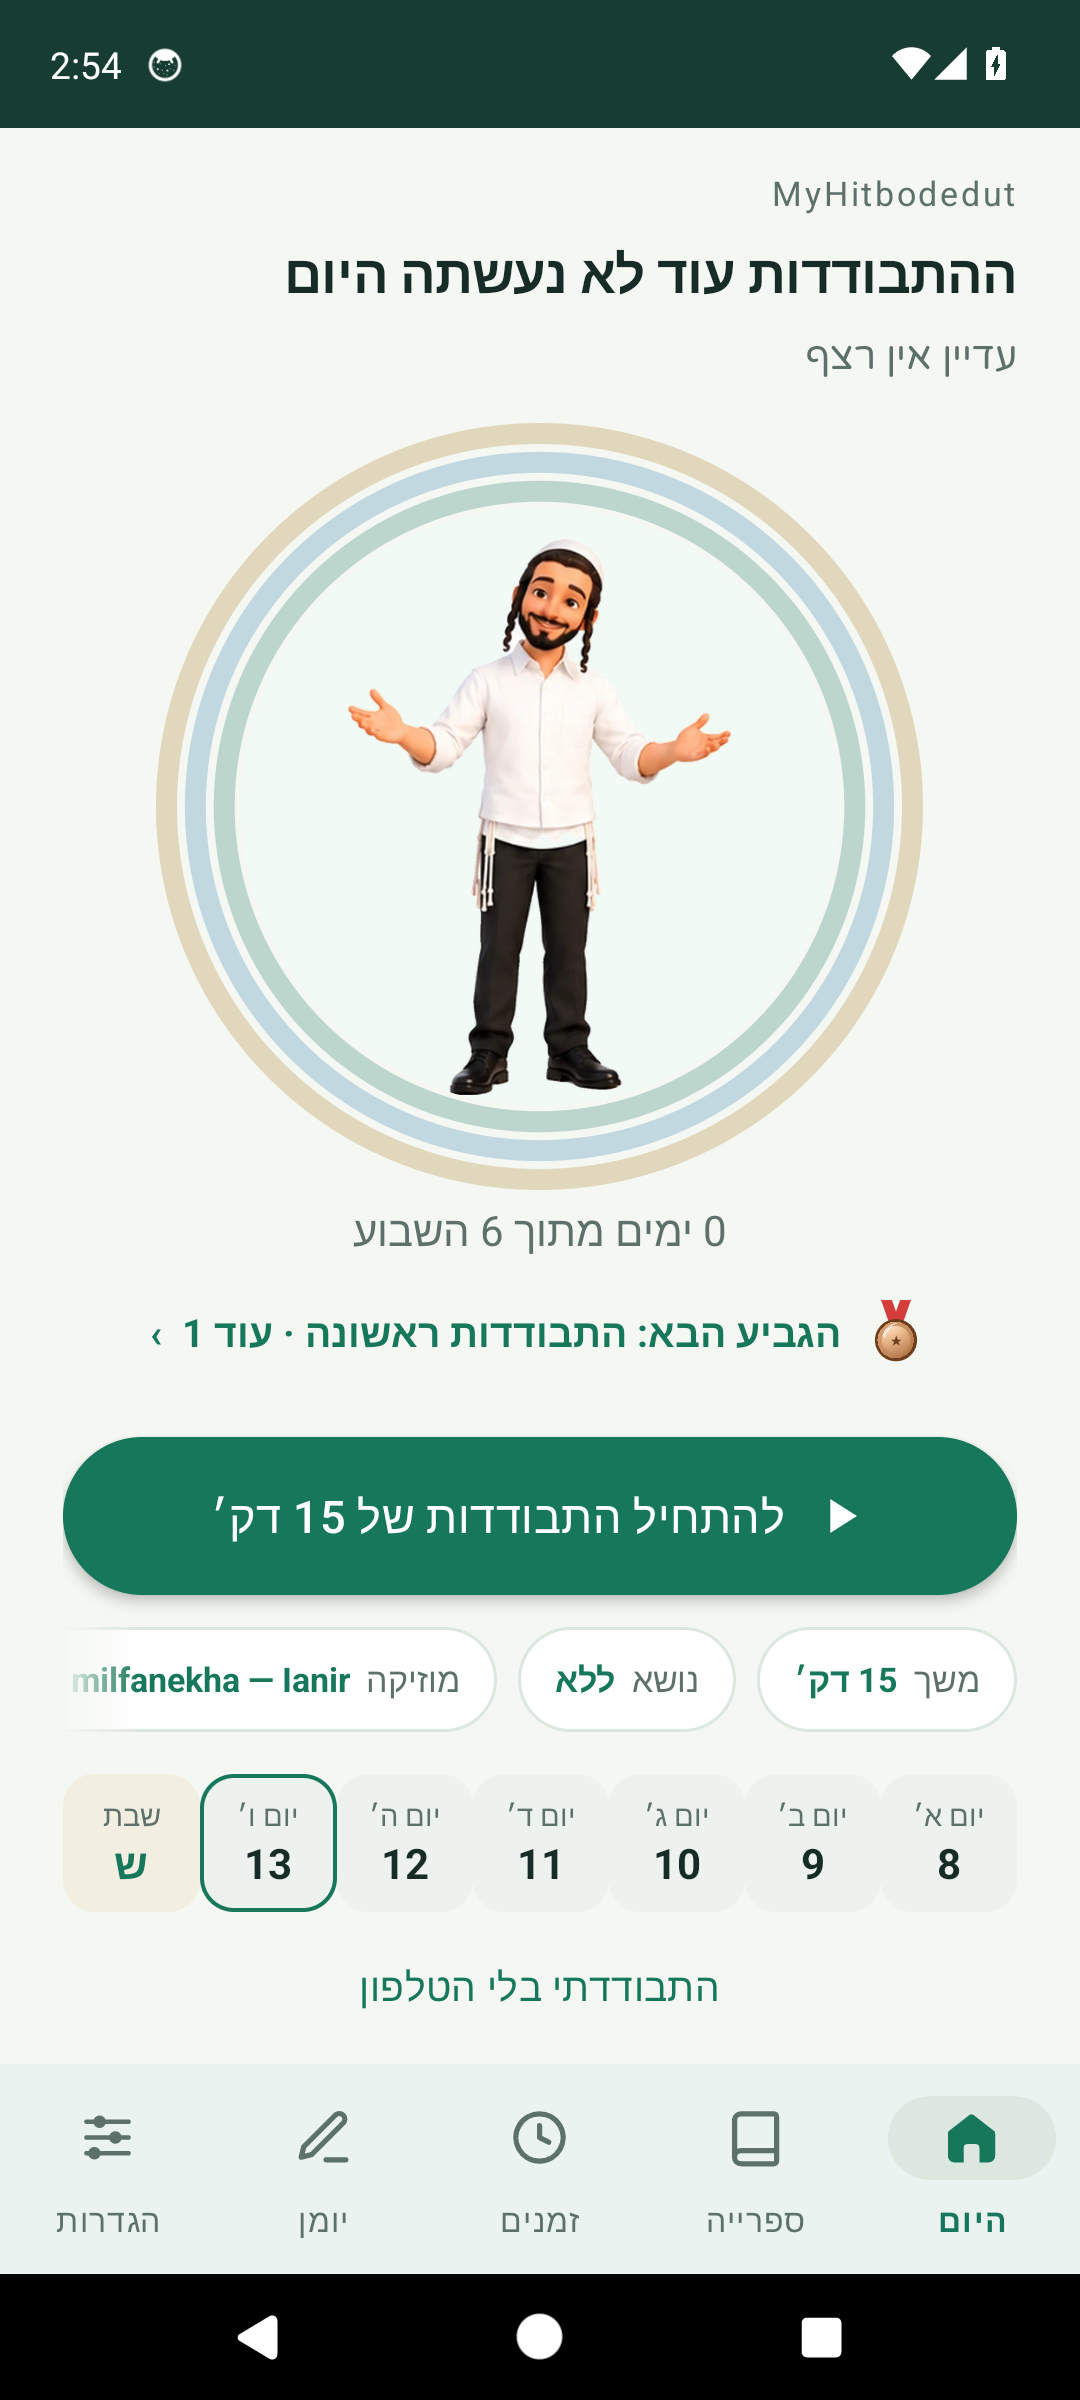 2:54
MyHitbodedut
ההתבודדות עוד לא נעשתה היום
עדיין אין רצף
0 ימים מתוך 6 השבוע
הגביע הבא: התבודדות ראשונה · עוד 1 ›
להתחיל התבודדות של 15 דק׳
משך 15 דק׳
נושא ללא
מוזיקה milfanekha — Ianir
יום א׳ יום ב׳ יום ג׳ יום ד׳ יום ה׳ יום ו׳ שבת
8 9 10 11 12 13 ש
התבודדתי בלי הטלפון
היום ספרייה זמנים יומן הגדרות